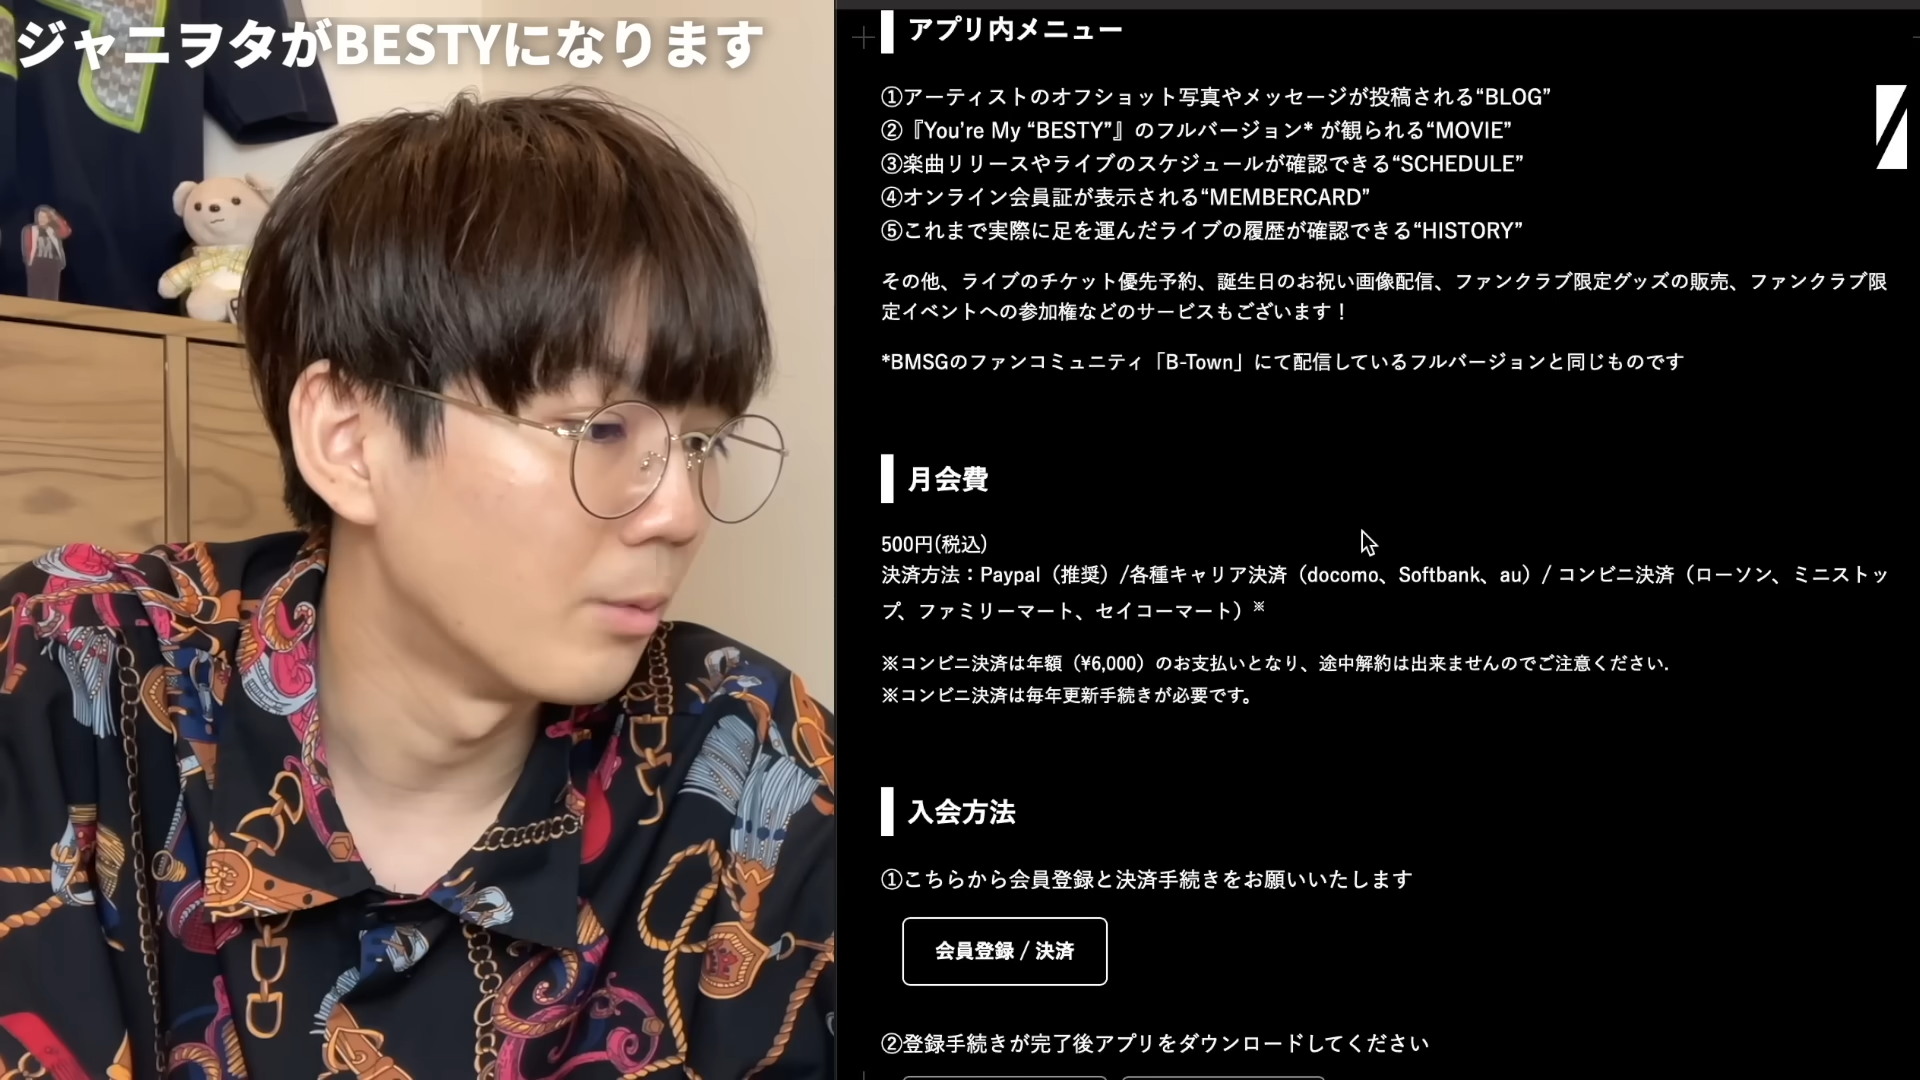 ジャニヲタがBESTYになります
アプリ内メニュー
①アーティストのオフショット写真やメッセージが投稿される“BLOG”
②『You’re My “BESTY”』のフルバージョン* が観られる“MOVIE”
③楽曲リリースやライブのスケジュールが確認できる“SCHEDULE”
④オンライン会員証が表示される“MEMBERCARD”
⑤これまで実際に足を運んだライブの履歴が確認できる“HISTORY”
その他、ライブのチケット優先予約、誕生日のお祝い画像配信、ファンクラブ限定グッズの販売、ファンクラブ限
定イベントへの参加権などのサービスもございます！
*BMSGのファンコミュニティ「B-Town」にて配信しているフルバージョンと同じものです
月会費
500円(税込)
決済方法：Paypal（推奨）/各種キャリア決済（docomo、Softbank、au）/ コンビニ決済（ローソン、ミニストッ
プ、ファミリーマート、セイコーマート）※
※コンビニ決済は年額（¥6,000）のお支払いとなり、途中解約は出来ませんのでご注意ください.
※コンビニ決済は毎年更新手続きが必要です。
入会方法
①こちらから会員登録と決済手続きをお願いいたします
会員登録 / 決済
②登録手続きが完了後アプリをダウンロードしてください